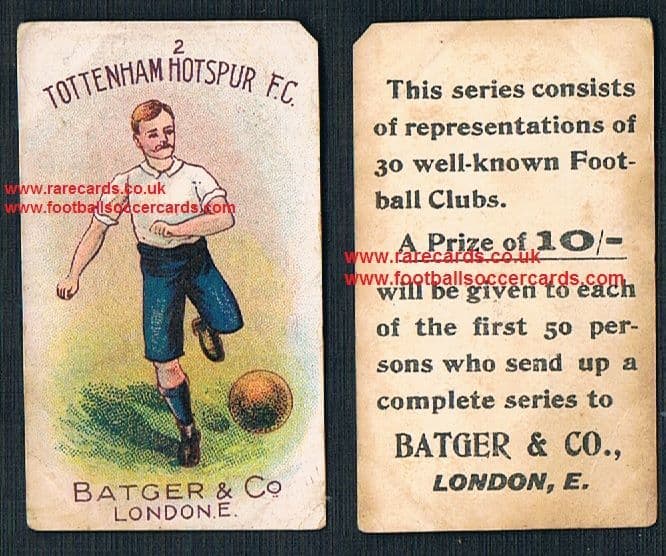 2
TOTTENHAM HOTSPUR F.C.
www.rarecards.co.uk
www.footballsoccercards.com
BATGER & Co
LONDON.E.
This series consists
of representations of
30 well-known Foot-
ball Clubs.
A Prize of 10/-
www.rarecards.co.uk
www.footballsoccercards.com
will be given to each
of the first 50 per-
sons who send up a
complete series to
BATGER & CO.,
LONDON, E.